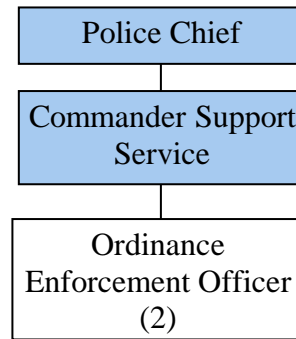 Police Chief
Commander Support
Service
Ordinance
Enforcement Officer
(2)